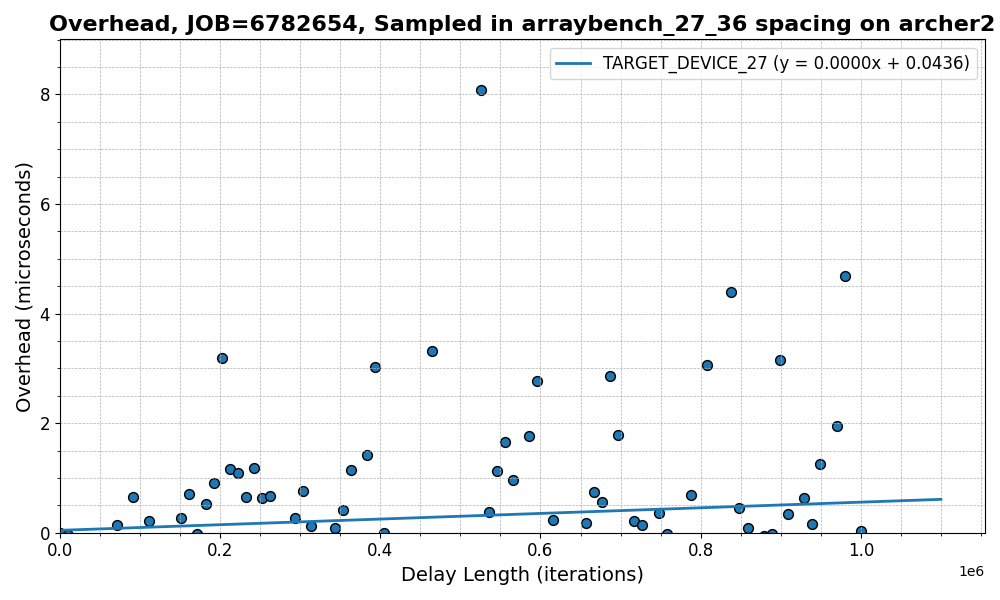 Overhead, JOB=6782654, Sampled in arraybench_27_36 spacing on archer2
TARGET_DEVICE_27 (y = 0.0000x + 0.0436)
Overhead (microseconds)
8
6
4
2
0
0.0 0.2 0.4 0.6 0.8 1.0
1e6
Delay Length (iterations)